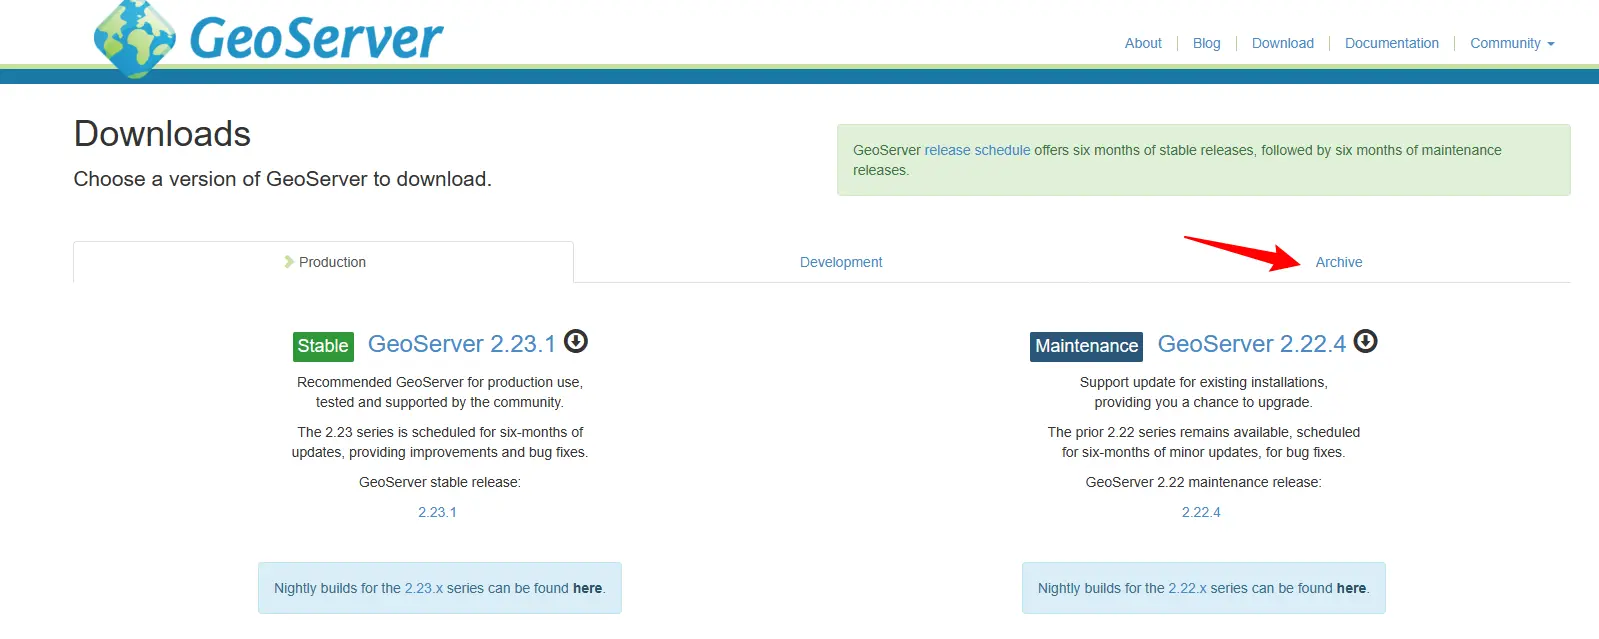 GeoServer
About
Blog
Download
Documentation
Community
Downloads
Choose a version of GeoServer to download.
GeoServer release schedule offers six months of stable releases, followed by six months of maintenance
releases.
Production
Development
Archive
Stable GeoServer 2.23.1
Recommended GeoServer for production use,
tested and supported by the community.
The 2.23 series is scheduled for six-months of
updates, providing improvements and bug fixes.
GeoServer stable release:
2.23.1
Nightly builds for the 2.23.x series can be found here.
Maintenance GeoServer 2.22.4
Support update for existing installations,
providing you a chance to upgrade.
The prior 2.22 series remains available, scheduled
for six-months of minor updates, for bug fixes.
GeoServer 2.22 maintenance release:
2.22.4
Nightly builds for the 2.22.x series can be found here.